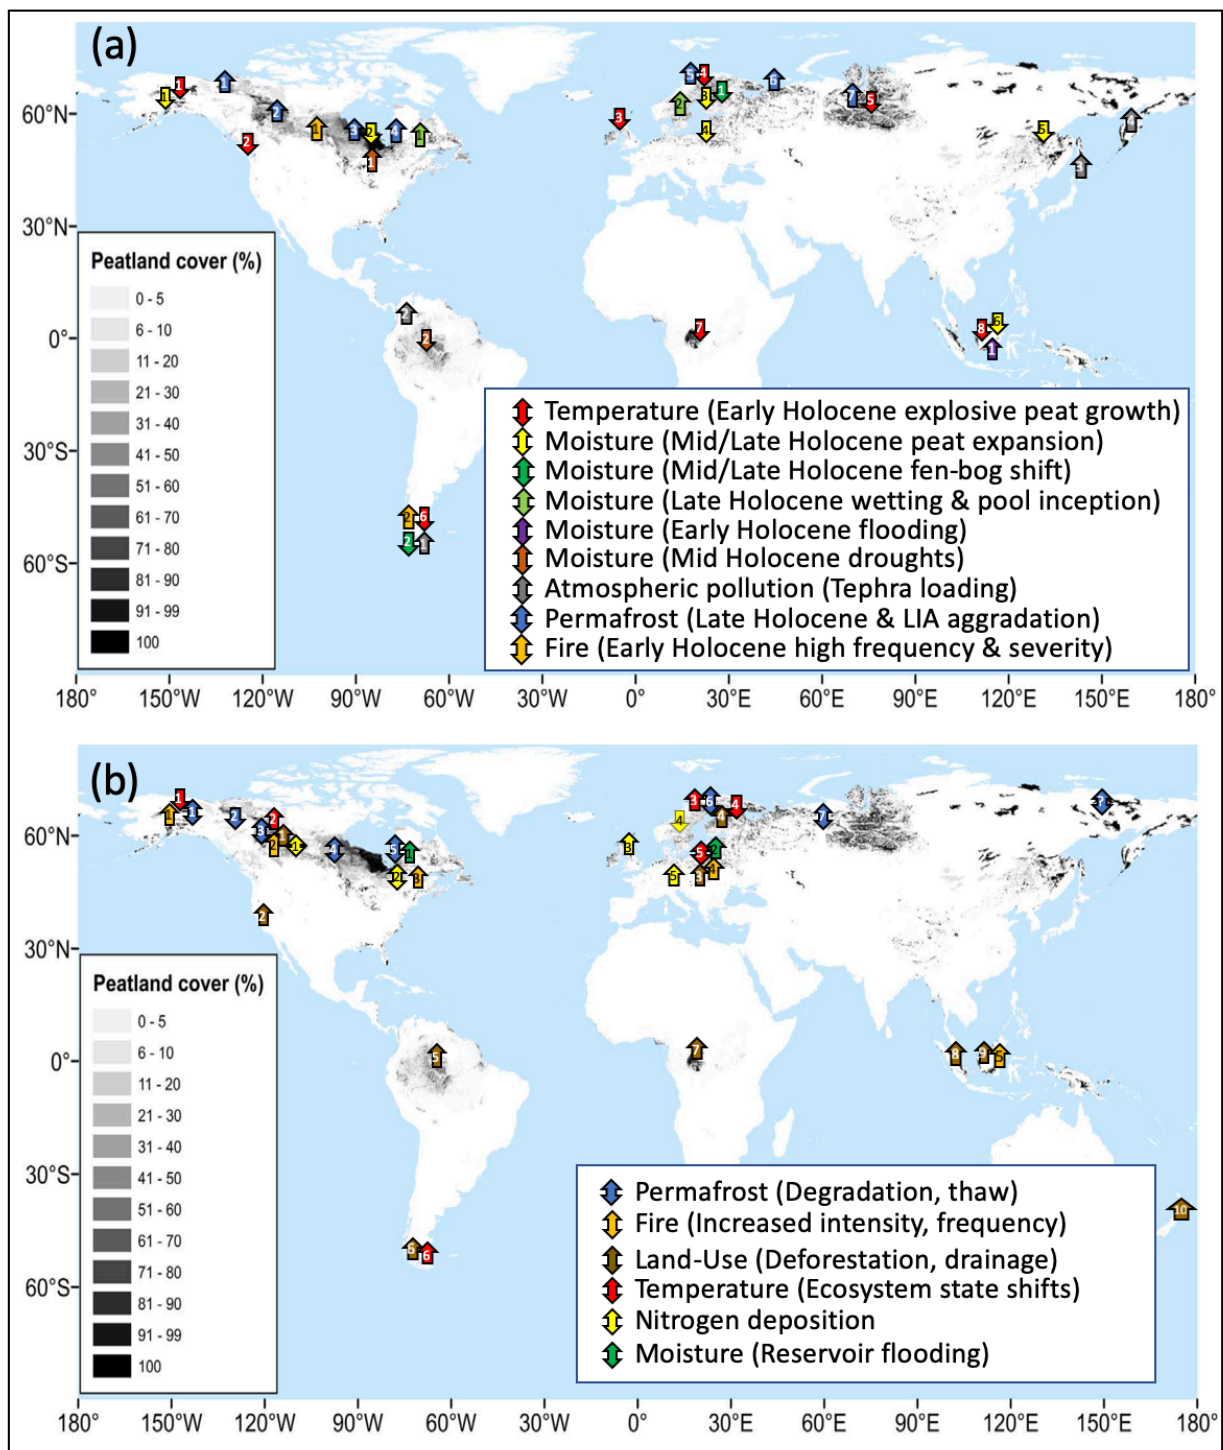 (a)
60°N
30°N
0°
30°S
60°S
Peatland cover (%)
0 - 5
6 - 10
11 - 20
21 - 30
31 - 40
41 - 50
51 - 60
61 - 70
71 - 80
81 - 90
91 - 99
100
Temperature (Early Holocene explosive peat growth)
Moisture (Mid/Late Holocene peat expansion)
Moisture (Mid/Late Holocene fen-bog shift)
Moisture (Late Holocene wetting & pool inception)
Moisture (Early Holocene flooding)
Moisture (Mid Holocene droughts)
Atmospheric pollution (Tephra loading)
Permafrost (Late Holocene & LIA aggradation)
Fire (Early Holocene high frequency & severity)
180° 150°W 120°W 90°W 60°W 30°W 0° 30°E 60°E 90°E 120°E 150°E 180°
(b)
60°N
30°N
0°
30°S
60°S
Peatland cover (%)
0 - 5
6 - 10
11 - 20
21 - 30
31 - 40
41 - 50
51 - 60
61 - 70
71 - 80
81 - 90
91 - 99
100
Permafrost (Degradation, thaw)
Fire (Increased intensity, frequency)
Land-Use (Deforestation, drainage)
Temperature (Ecosystem state shifts)
Nitrogen deposition
Moisture (Reservoir flooding)
10
180° 150°W 120°W 90°W 60°W 30°W 0° 30°E 60°E 90°E 120°E 150°E 180°